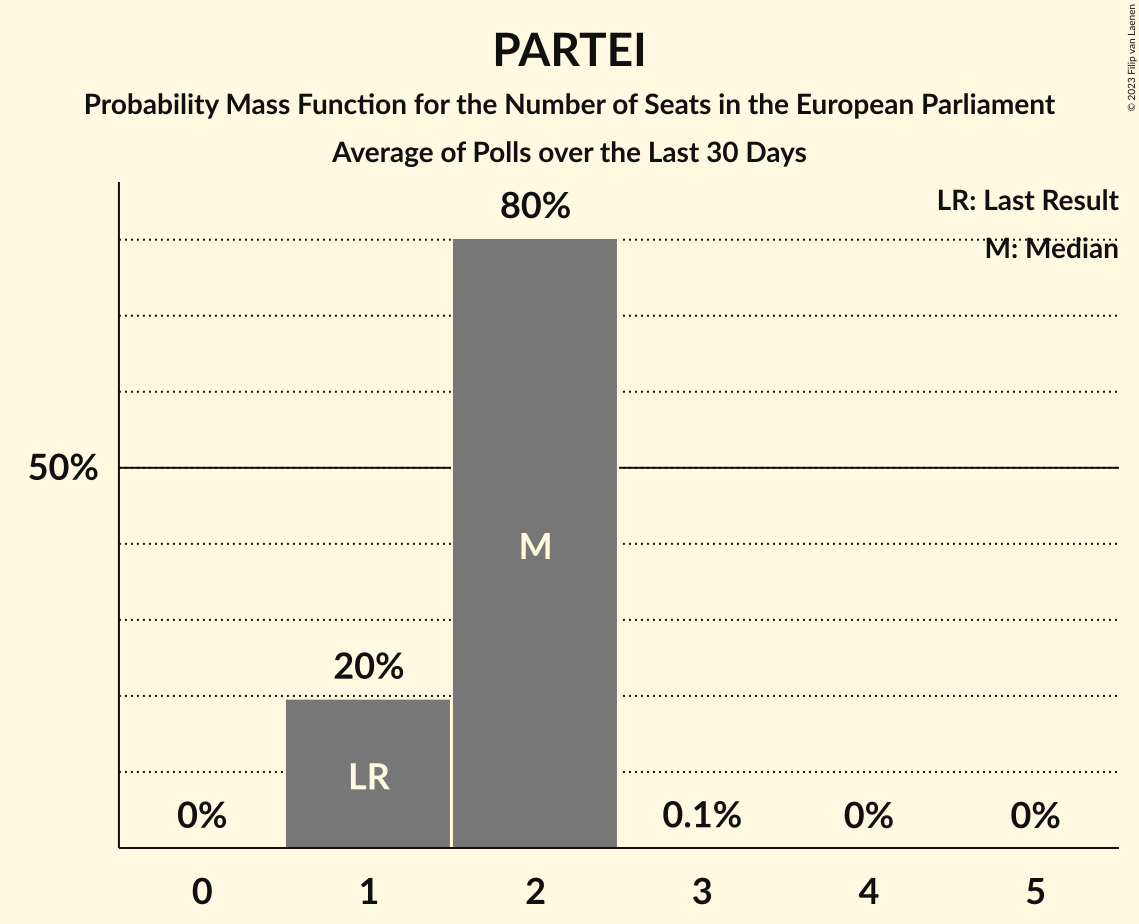 PARTEI
Probability Mass Function for the Number of Seats in the European Parliament
Average of Polls over the Last 30 Days
© 2023 Filip van Laenen
LR: Last Result
M: Median
80%
50%
M
20%
LR
0%
0.1%
0%
0%
0 1 2 3 4 5